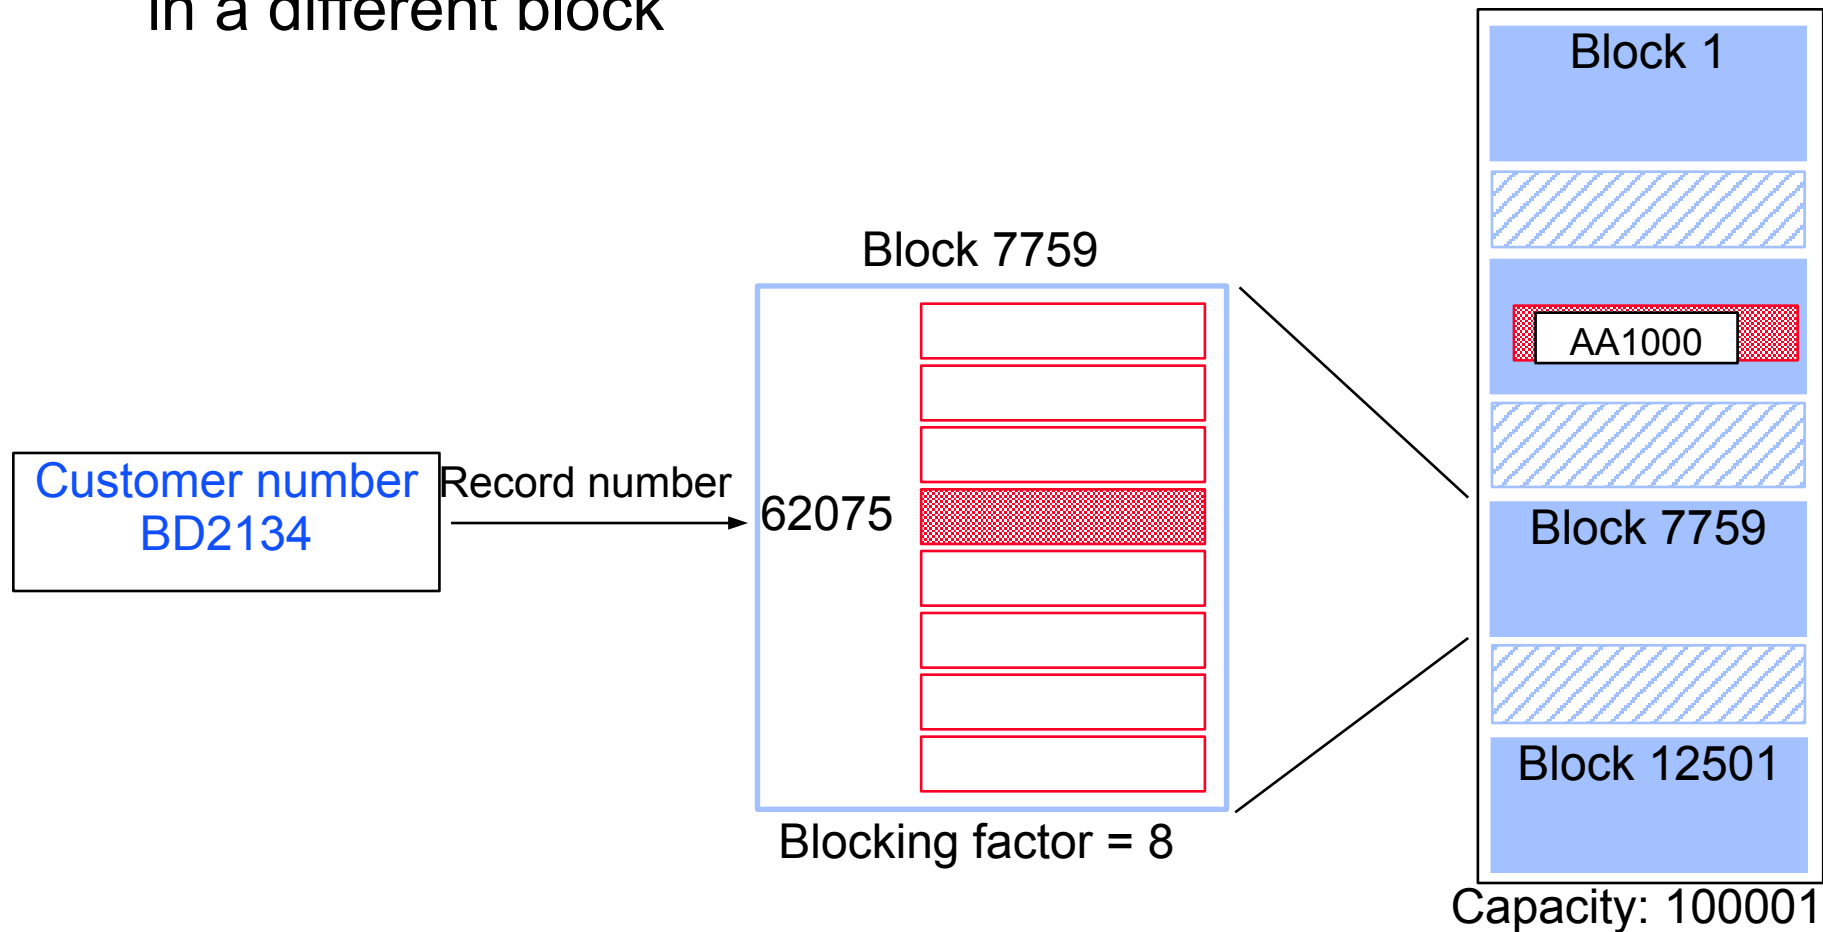 in a different block
Block 1
Block 7759
AA1000
Customer number
BD2134
Record number
62075
Block 7759
Block 12501
Blocking factor = 8
Capacity: 100001